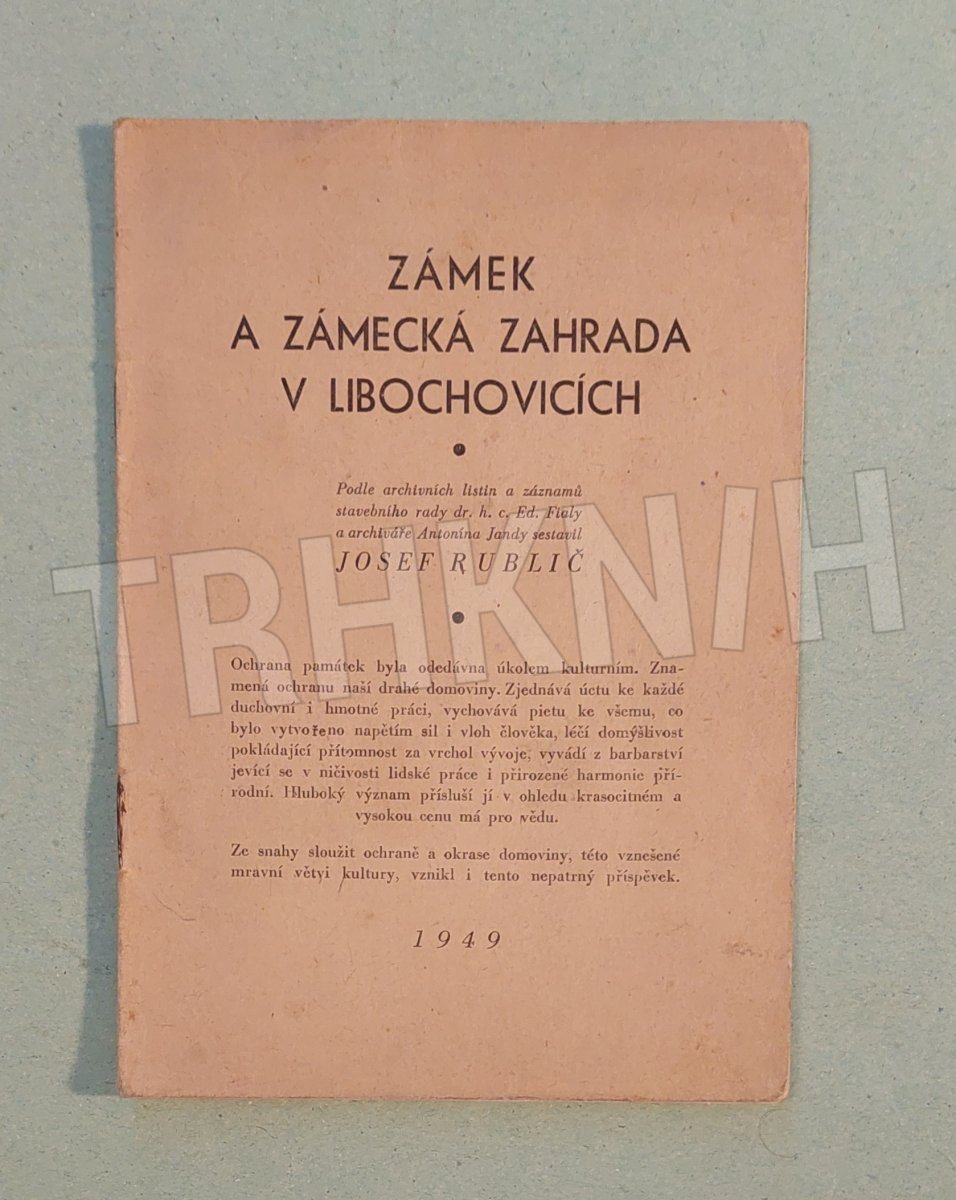 ZÁMEK
A ZÁMECKÁ ZAHRADA
V LIBOCHOVICÍCH
Podle archivních listin a záznamů
stavebního rady dr. h. c. Ed. Fialy
a archiváře Antonína Jandy sestavil
JOSEF RUBLIČ
TRHKNIH
Ochrana památek byla odedávna úkolem kulturním. Zna-
mená ochranu naší drahé domoviny. Zjednává úctu ke každé
duchovní i hmotné práci, vychovává pietu ke všemu, co
bylo vytvořeno napětím sil i vloh člověka, léčí domýšlivost
pokládající přítomnost za vrchol vývoje, vyvádí z barbarství
jevící se v ničivosti lidské práce i přirozené harmonie pří-
rodní. Hluboký význam přísluší jí v ohledu krasocitném a
vysokou cenu má pro vědu.
Ze snahy sloužit ochraně a okrase domoviny, této vznešené
mravní větvi kultury, vznikl i tento nepatrný příspěvek.
1949